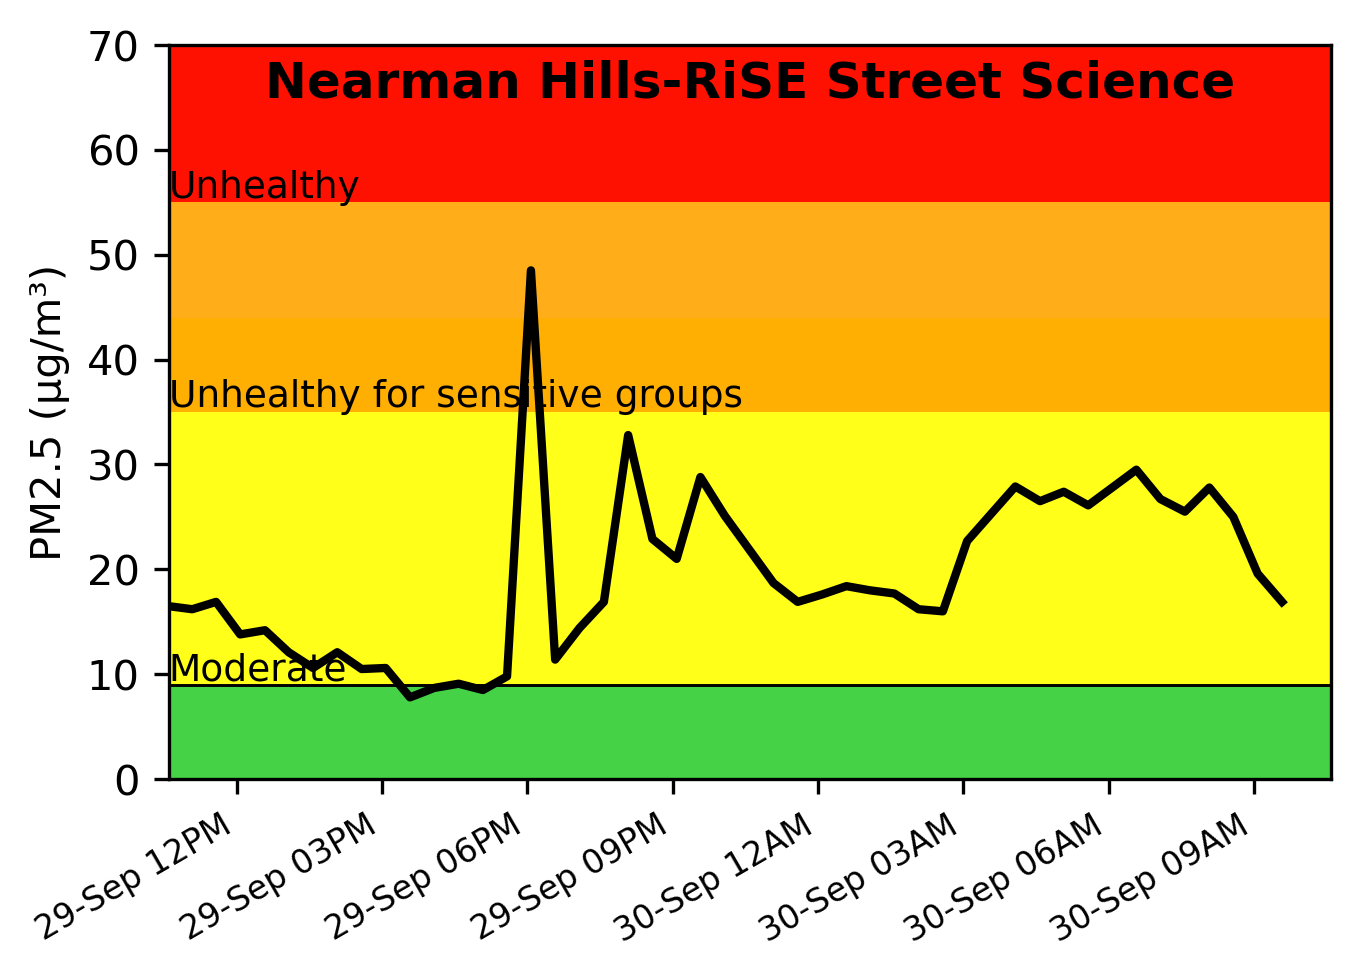 Nearman Hills-RiSE Street Science
PM2.5 (µg/m³)
70
60
50
40
30
20
10
0
Unhealthy
Unhealthy for sensitive groups
Moderate
29-Sep 12PM
29-Sep 03PM
29-Sep 06PM
29-Sep 09PM
30-Sep 12AM
30-Sep 03AM
30-Sep 06AM
30-Sep 09AM